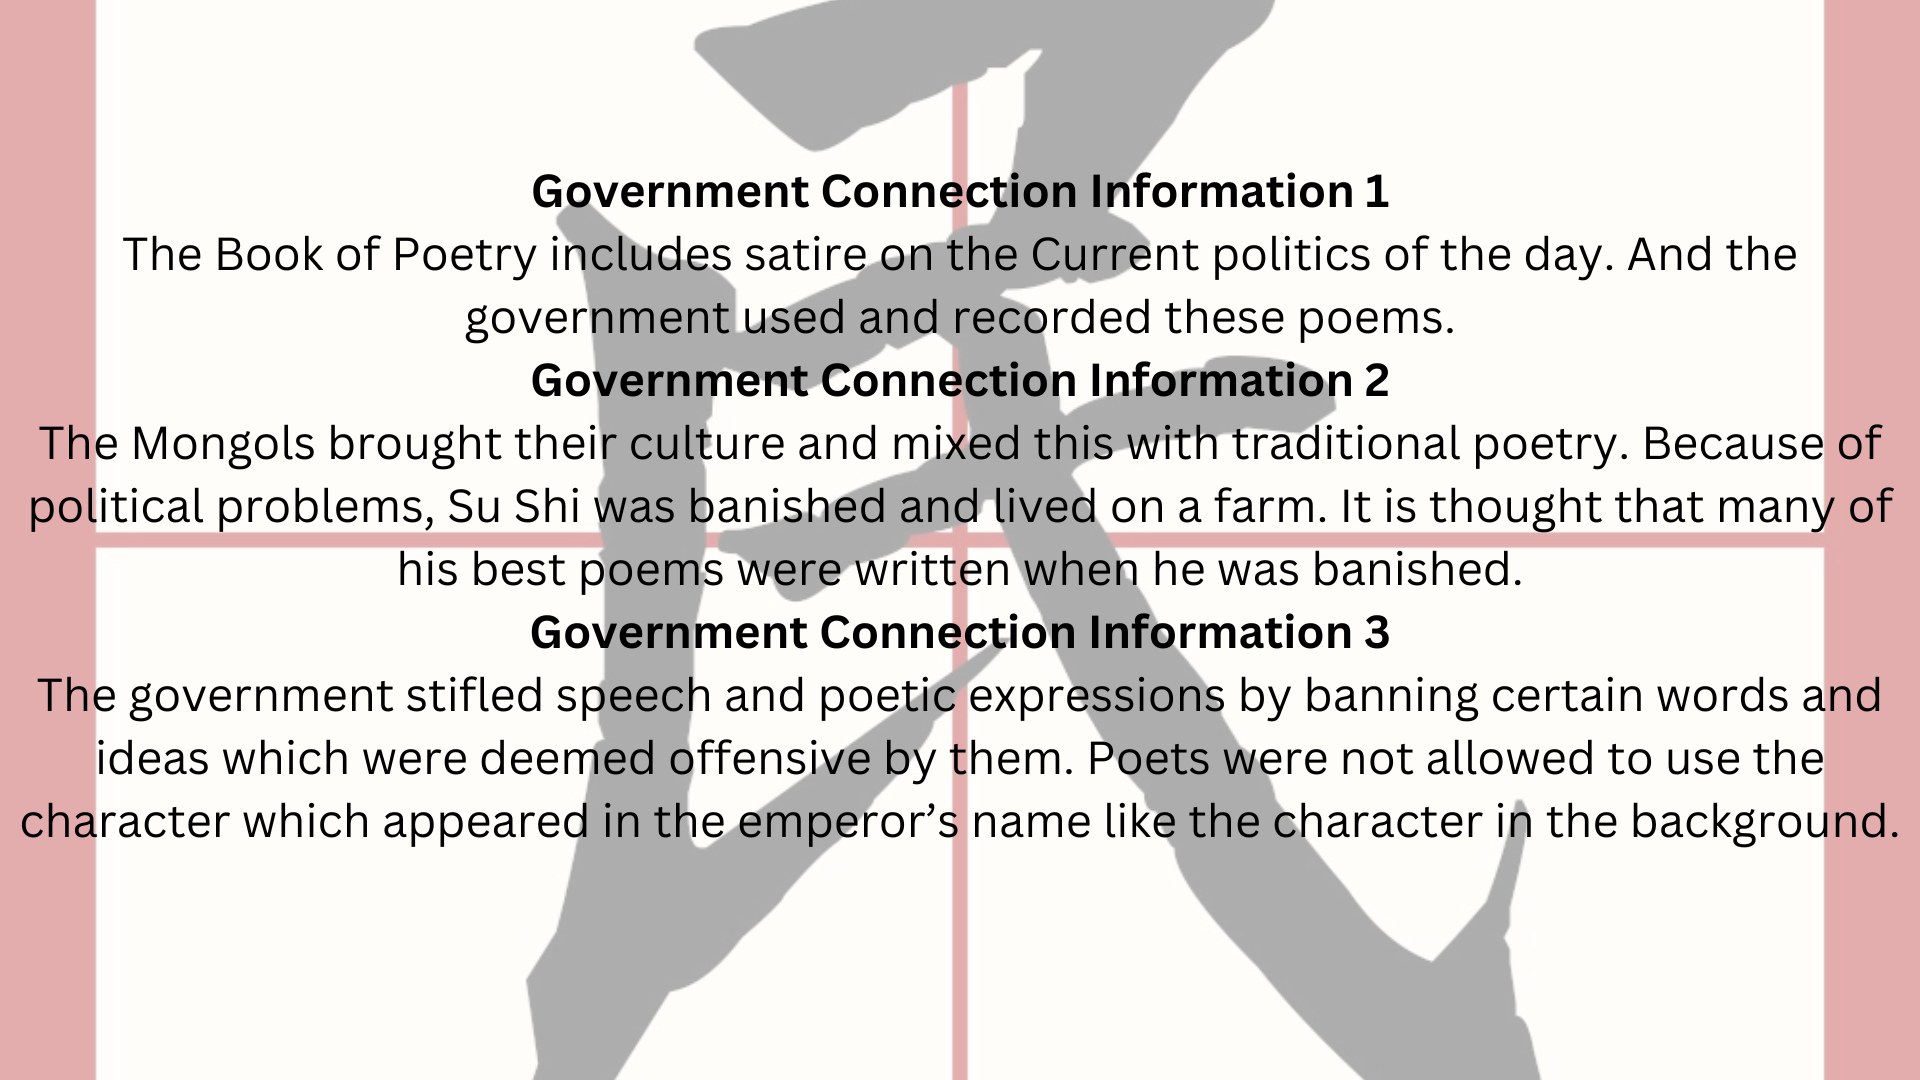 Government Connection Information 1
The Book of Poetry includes satire on the Current politics of the day. And the
government used and recorded these poems.
Government Connection Information 2
The Mongols brought their culture and mixed this with traditional poetry. Because of
political problems, Su Shi was banished and lived on a farm. It is thought that many of
his best poems were written when he was banished.
Government Connection Information 3
The government stifled speech and poetic expressions by banning certain words and
ideas which were deemed offensive by them. Poets were not allowed to use the
character which appeared in the emperor’s name like the character in the background.
民